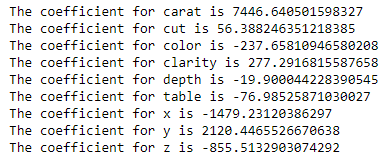 The coefficient for carat is 7446.640501598327
The coefficient for cut is 56.388246351218385
The coefficient for color is -237.65810946580208
The coefficient for clarity is 277.2916815587658
The coefficient for depth is -19.900044228390545
The coefficient for table is -76.98525871030027
The coefficient for x is -1479.23120386297
The coefficient for y is 2120.4465526670638
The coefficient for z is -855.5132903074292